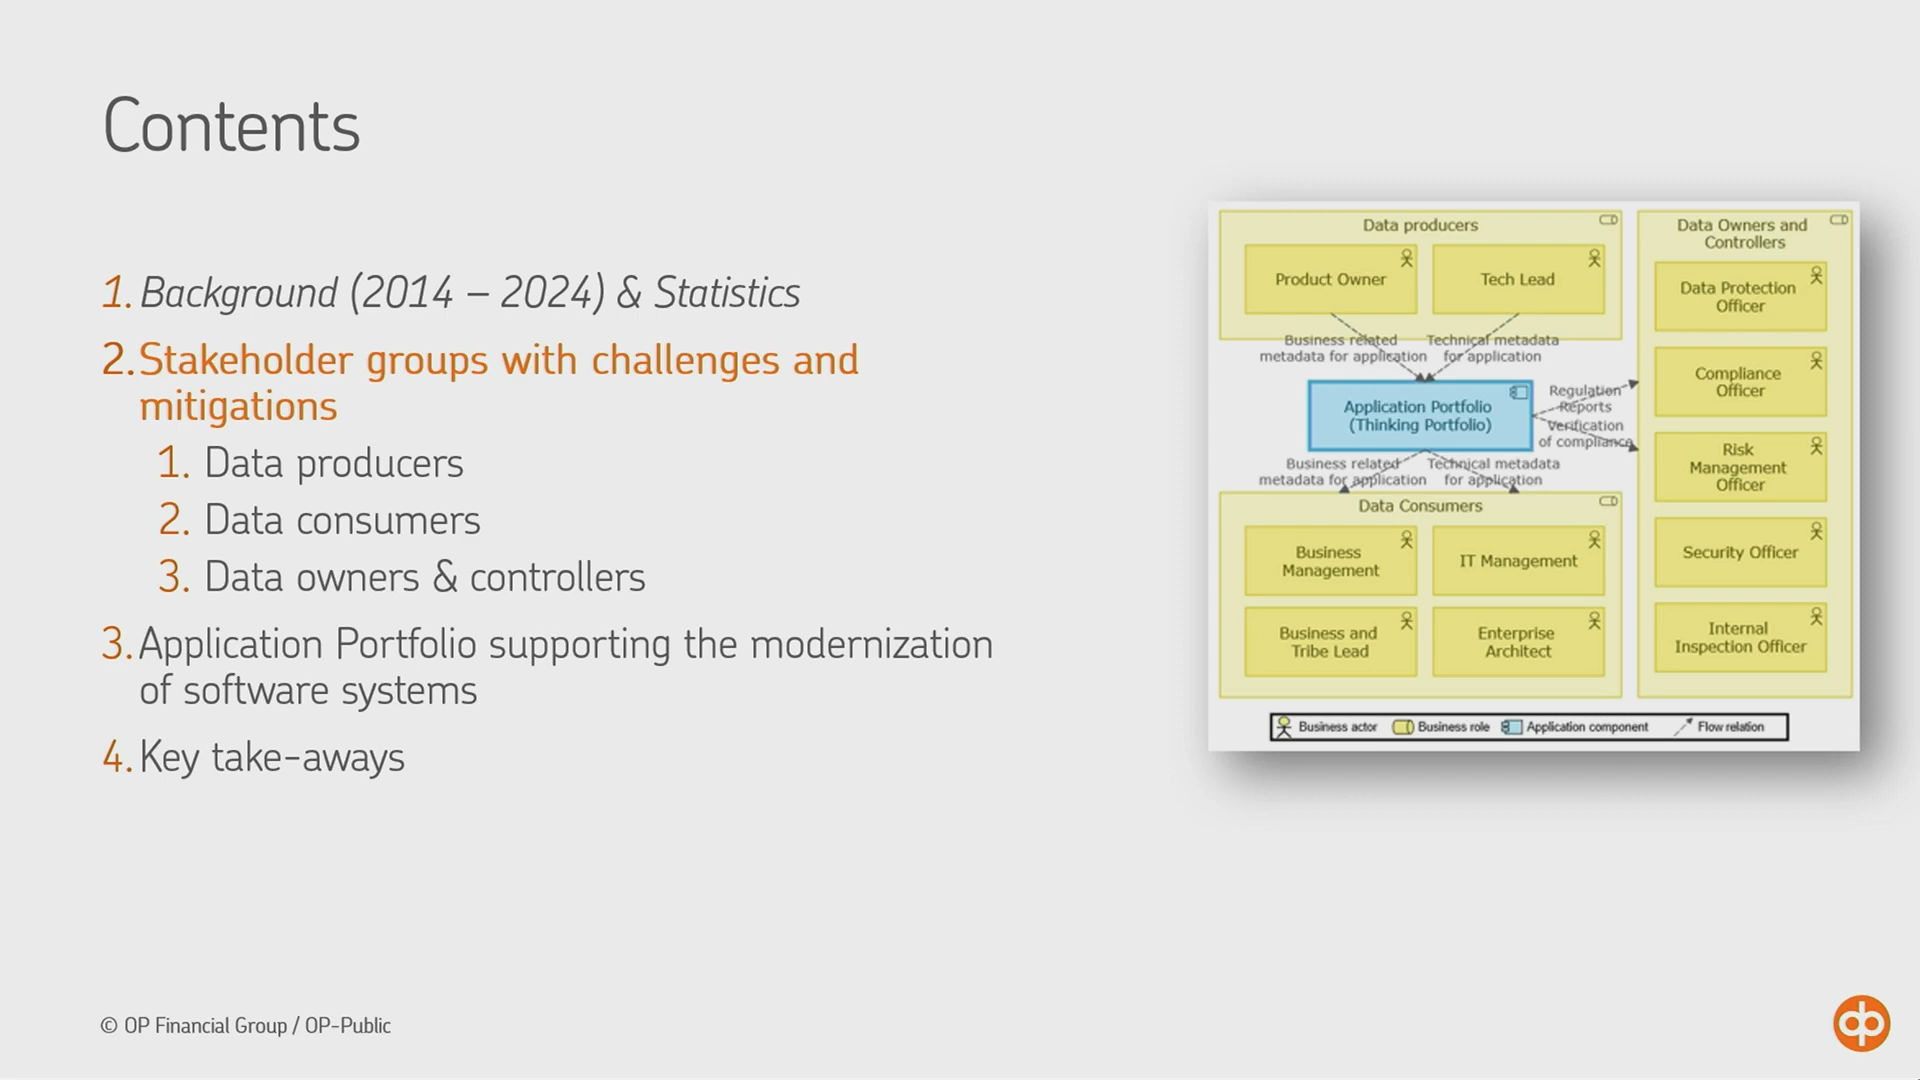 Contents
1. Background (2014 – 2024) & Statistics
2. Stakeholder groups with challenges and
mitigations
1. Data producers
2. Data consumers
3. Data owners & controllers
3. Application Portfolio supporting the modernization
of software systems
4. Key take-aways
Data producers
Product Owner
Tech Lead
Business related
metadata for application
Technical metadata
for application
Application Portfolio
(Thinking Portfolio)
Regulation
Reports
Verification
of compliance
Business related
metadata for application
Technical metadata
for application
Data Consumers
Business
Management
IT Management
Business and
Tribe Lead
Enterprise
Architect
Data Owners and
Controllers
Data Protection
Officer
Compliance
Officer
Risk
Management
Officer
Security Officer
Internal
Inspection Officer
Business actor
Business role
Application component
Flow relation
© OP Financial Group / OP-Public
op